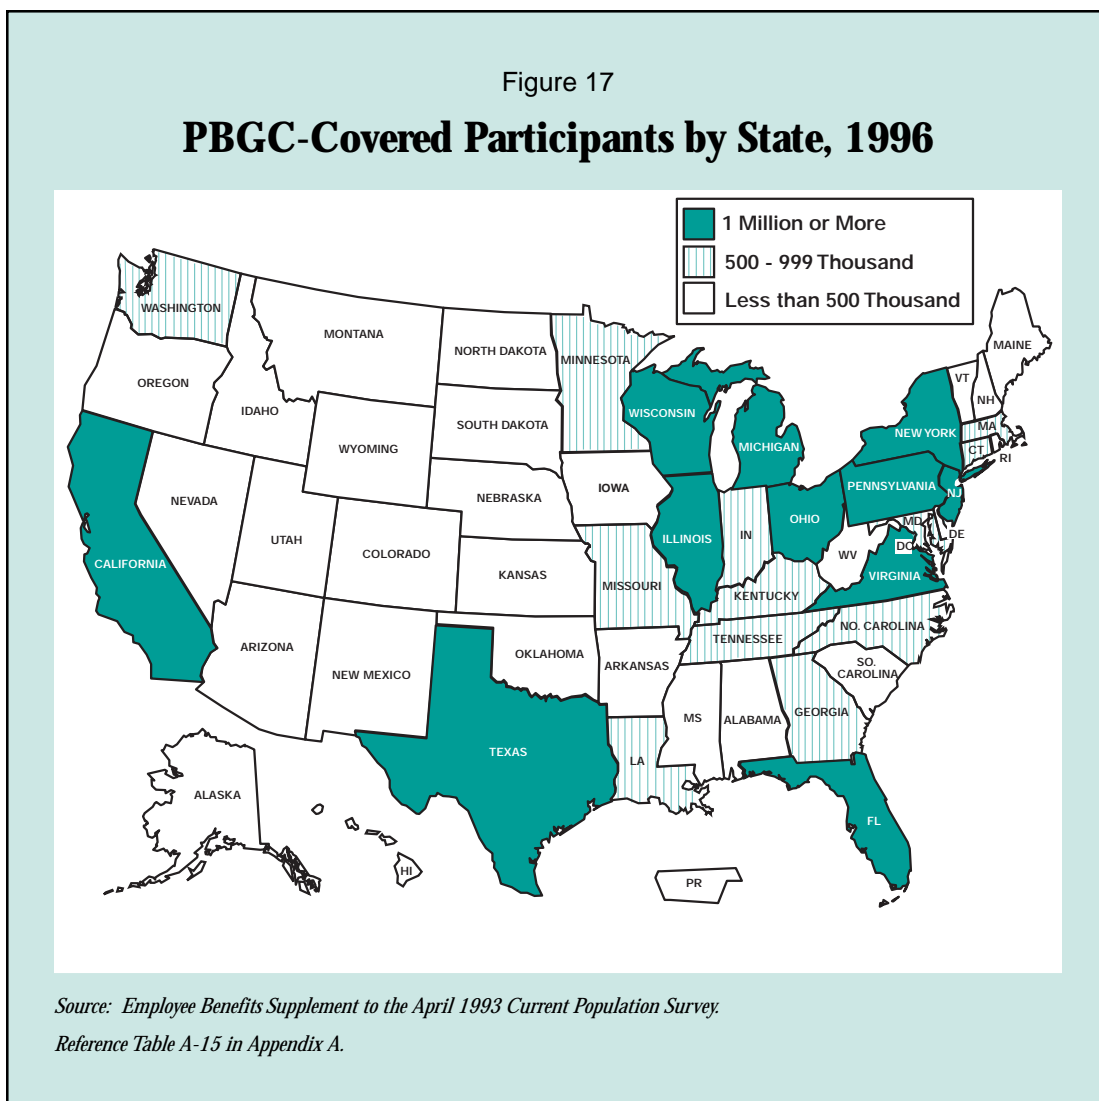 Figure 17
PBGC-Covered Participants by State, 1996
1 Million or More
500 - 999 Thousand
Less than 500 Thousand
WASHINGTON
MONTANA
NORTH DAKOTA
MINNESOTA
MAINE
OREGON
IDAHO
VT
NH
SOUTH DAKOTA
WISCONSIN
MICHIGAN
NEW YORK
MA
CT
RI
WYOMING
IOWA
PENNSYLVANIA
NJ
NEVADA
NEBRASKA
UTAH
COLORADO
ILLINOIS
IN
OHIO
MD
DE
DC
WV
CALIFORNIA
KANSAS
MISSOURI
KENTUCKY
VIRGINIA
ARIZONA
NEW MEXICO
OKLAHOMA
ARKANSAS
TENNESSEE
NO. CAROLINA
SO.
CAROLINA
TEXAS
LA
MS
ALABAMA
GEORGIA
ALASKA
HI
FL
PR
Source: Employee Benefits Supplement to the April 1993 Current Population Survey.
Reference Table A-15 in Appendix A.